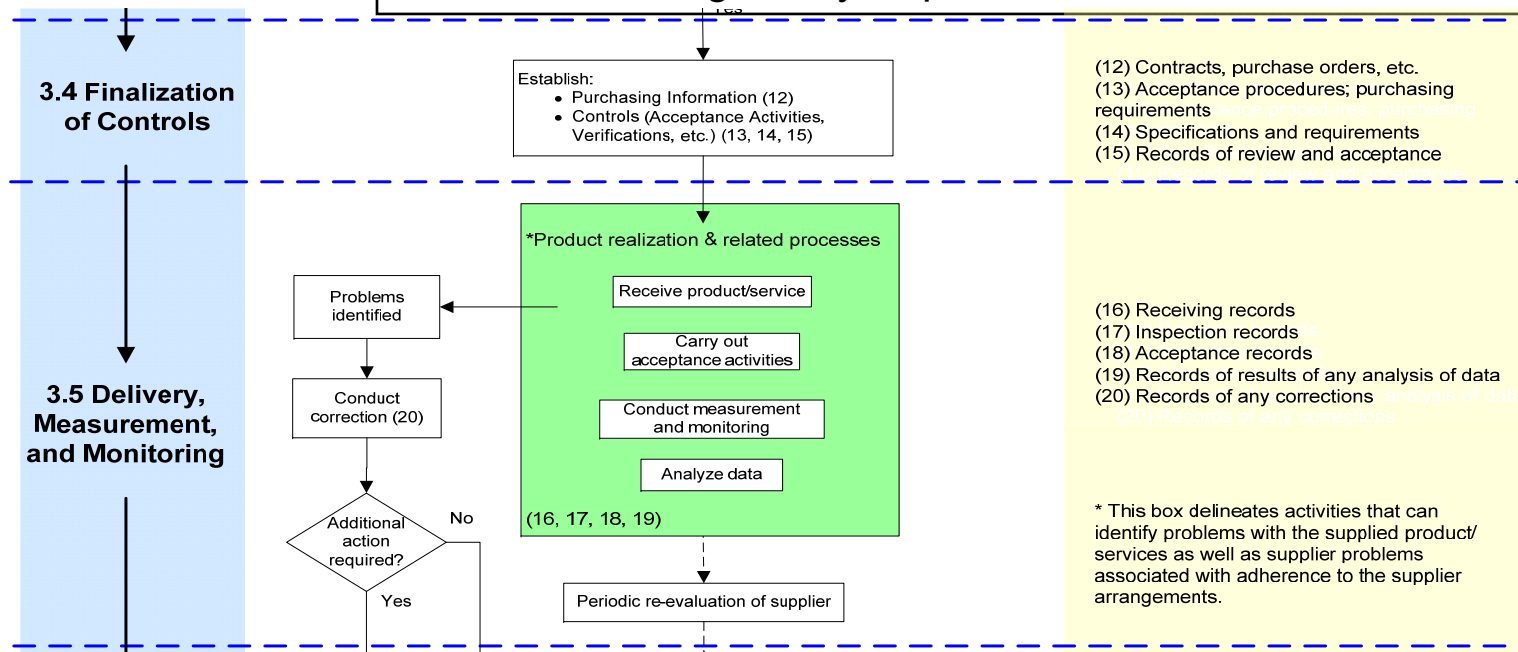 Yes
3.4 Finalization
of Controls
Establish:
• Purchasing Information (12)
• Controls (Acceptance Activities,
Verifications, etc.) (13, 14, 15)
(12) Contracts, purchase orders, etc.
(13) Acceptance procedures; purchasing
requirements
(14) Specifications and requirements
(15) Records of review and acceptance
3.5 Delivery,
Measurement,
and Monitoring
*Product realization & related processes
Receive product/service
Carry out
acceptance activities
Conduct measurement
and monitoring
Analyze data
(16, 17, 18, 19)
Problems
identified
Conduct
correction (20)
Additional
action
required?
No
Yes
Periodic re-evaluation of supplier
(16) Receiving records
(17) Inspection records
(18) Acceptance records
(19) Records of results of any analysis of data
(20) Records of any corrections
* This box delineates activities that can
identify problems with the supplied product/
services as well as supplier problems
associated with adherence to the supplier
arrangements.